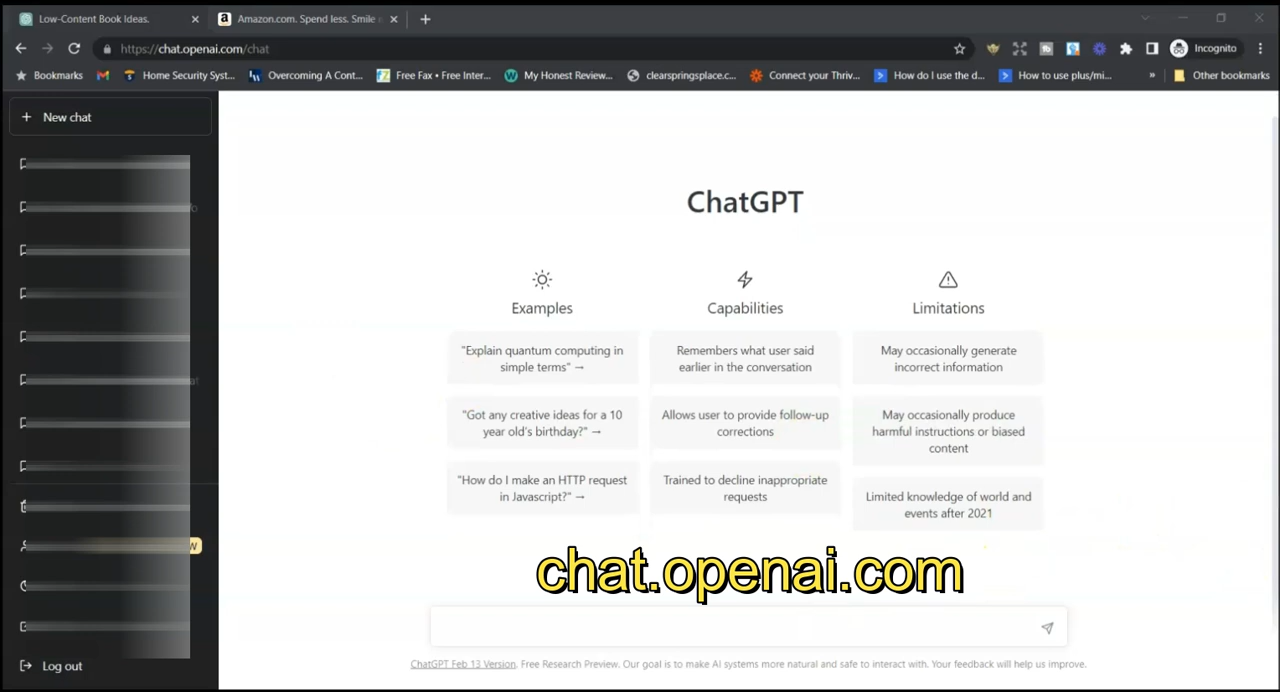 Low-Content Book Ideas.
Amazon.com. Spend less. Smile
https://chat.openai.com/chat
Incognito
Bookmarks
Home Security Syst...
Overcoming A Cont...
Free Fax • Free Inter...
My Honest Review...
clearspringsplace.c...
Connect your Thriv...
How do I use the d...
How to use plus/mi...
»
Other bookmarks
+ New chat
ChatGPT
Examples
Capabilities
Limitations
"Explain quantum computing in
simple terms" →
Remembers what user said
earlier in the conversation
May occasionally generate
incorrect information
"Got any creative ideas for a 10
year old's birthday?" →
Allows user to provide follow-up
corrections
May occasionally produce
harmful instructions or biased
content
"How do I make an HTTP request
in Javascript?" →
Trained to decline inappropriate
requests
Limited knowledge of world and
events after 2021
chat.openai.com
Log out
ChatGPT Feb 13 Version. Free Research Preview. Our goal is to make AI systems more natural and safe to interact with. Your feedback will help us improve.